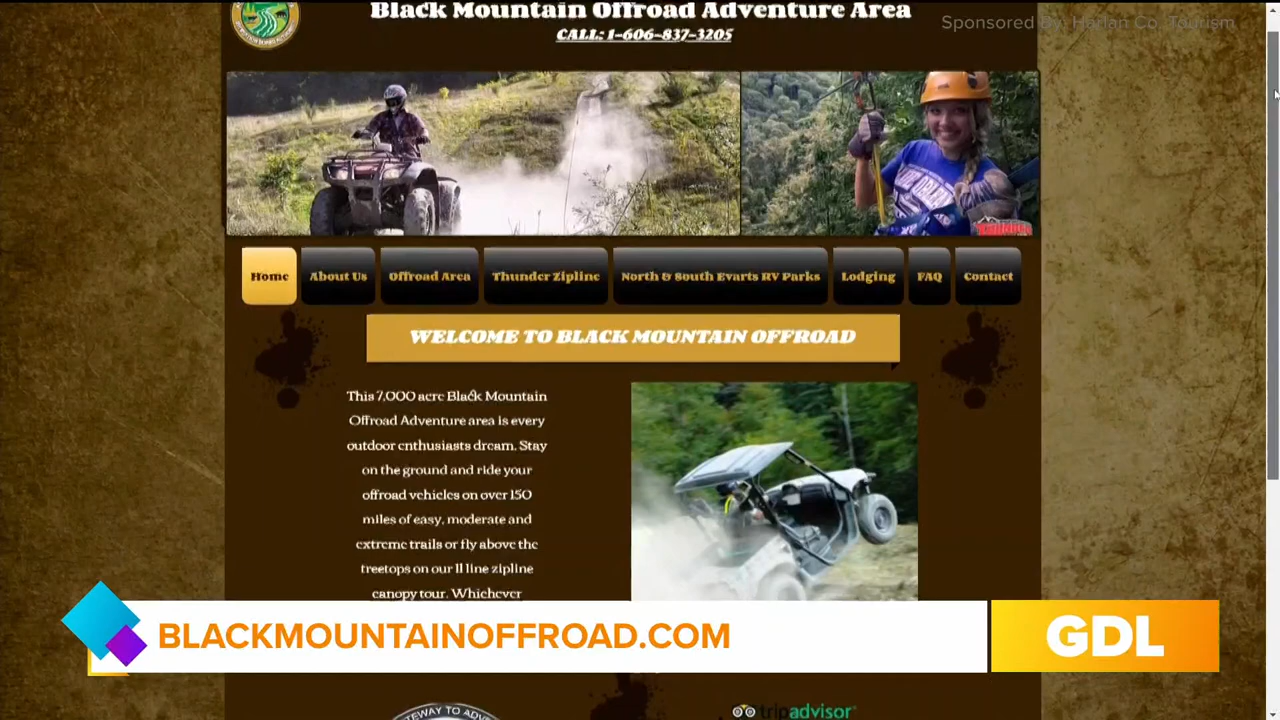 Black Mountain Offroad Adventure Area
Sponsored By: Harlan Co. Tourism
CALL: 1-606-837-3205
Home
About Us
Offroad Area
Thunder Zipline
North & South Evarts RV Parks
Lodging
FAQ
Contact
WELCOME TO BLACK MOUNTAIN OFFROAD
This 7,000 acre Black Mountain
Offroad Adventure area is every
outdoor enthusiasts dream. Stay
on the ground and ride your
offroad vehicles on over 150
miles of easy, moderate and
extreme trails or fly above the
treetops on our 11 line zipline
canopy tour. Whichever
BLACKMOUNTAINOFFROAD.COM
GDL
tripadvisor